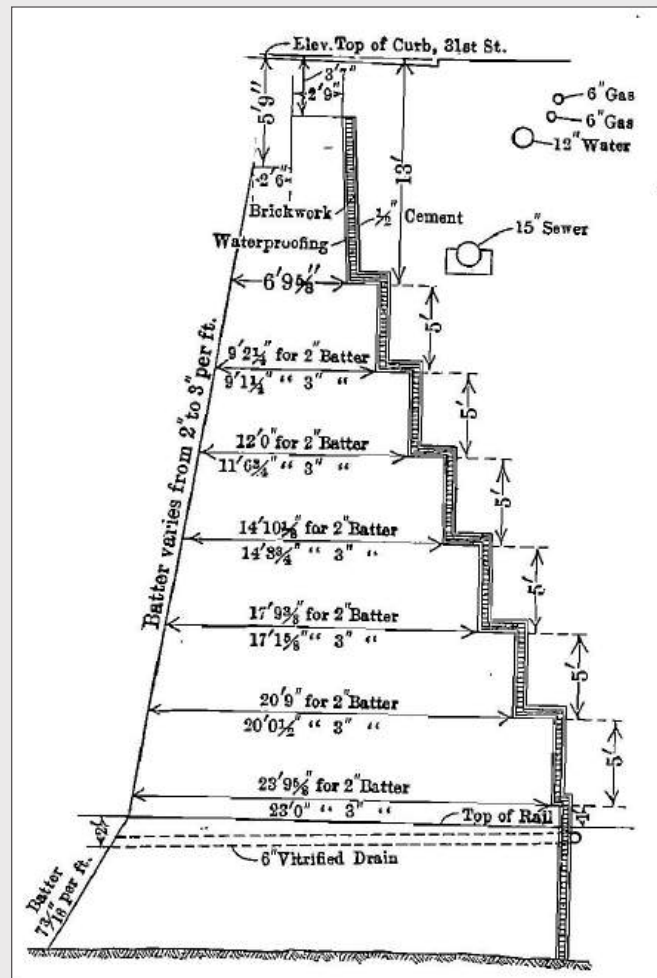 Elev. Top of Curb, 31st St.
3'7"
2'9"
5'9"
6"Gas
6"Gas
12"Water
13'
2'6"
Brickwork
1/2" Cement
Waterproofing
15"Sewer
6'9 5/8"
5'
9'2 1/4" for 2"Batter
9'1 1/4" “ 3" “
5'
12'0" for 2"Batter
11'6 3/4" “ 3" “
5'
Batter varies from 2" to 3" per ft.
14'10 1/8" for 2"Batter
14'3 3/4" “ 3" “
5'
17'9 3/8" for 2"Batter
17'1 5/8" “ 3" “
5'
20'9" for 2"Batter
20'0 1/2" “ 3" “
5'
23'9 5/8" for 2"Batter
23'0" “ 3" “
Top of Rail
2'
6"Vitrified Drain
Batter
7 3/16" per ft.